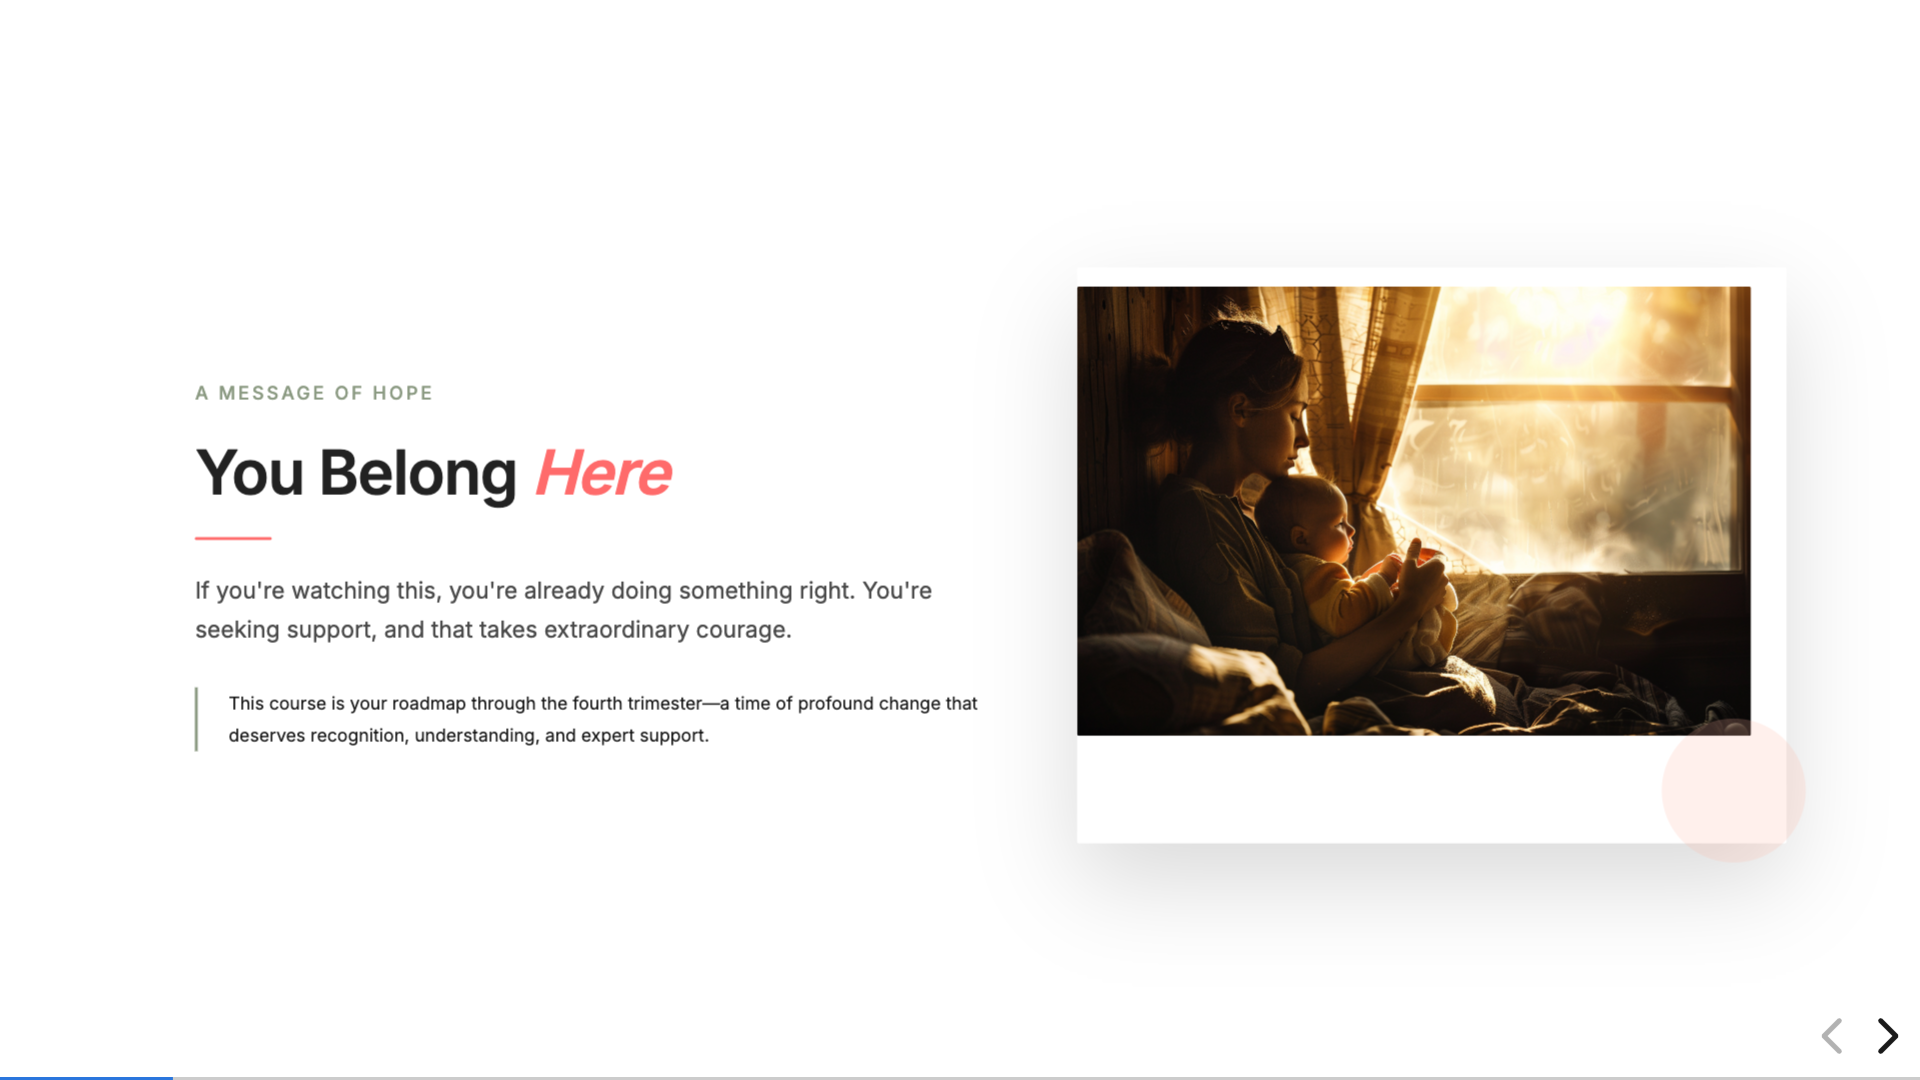 A MESSAGE OF HOPE
You Belong Here
If you're watching this, you're already doing something right. You're
seeking support, and that takes extraordinary courage.
This course is your roadmap through the fourth trimester—a time of profound change that
deserves recognition, understanding, and expert support.